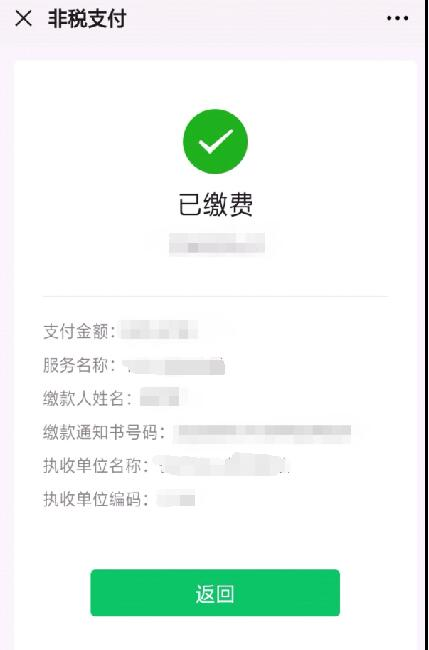 非税支付
已缴费
支付金额：
服务名称：
缴款人姓名：
缴款通知书号码：
执收单位名称：
执收单位编码：
返回